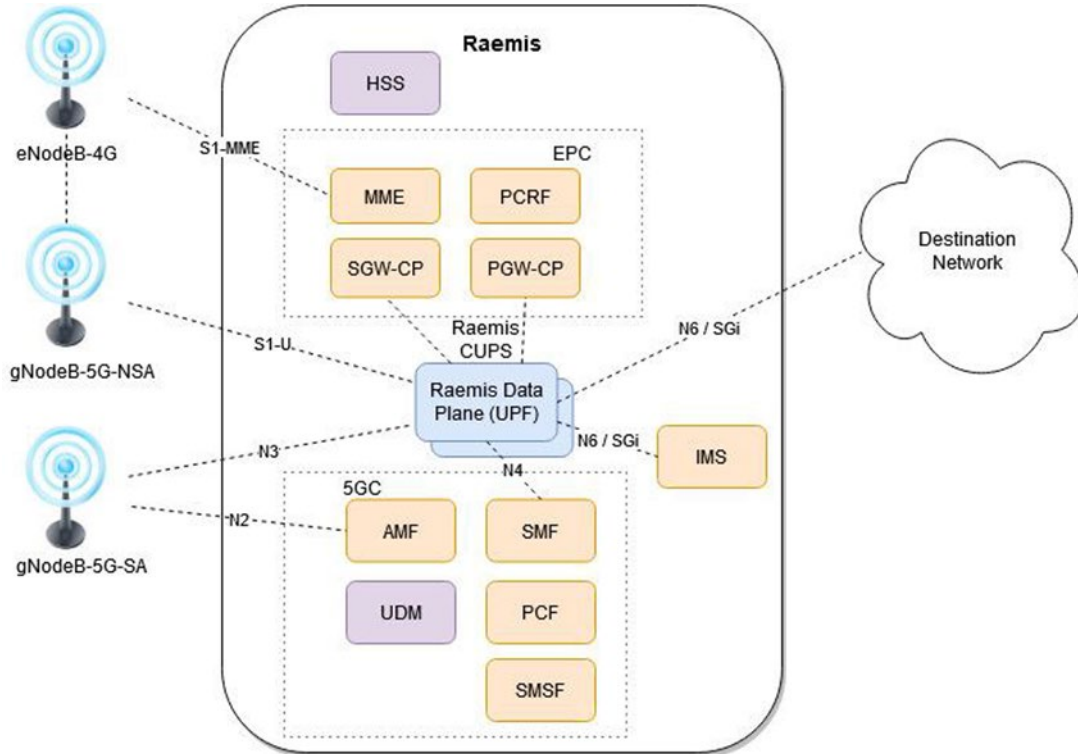 Raemis
HSS
eNodeB-4G
S1-MME
EPC
MME
PCRF
SGW-CP
PGW-CP
Destination
Network
Raemis
CUPS
N6 / SGi
S1-U
gNodeB-5G-NSA
Raemis Data
Plane (UPF)
N3
N6 / SGi
IMS
N4
5GC
N2
AMF
SMF
gNodeB-5G-SA
UDM
PCF
SMSF